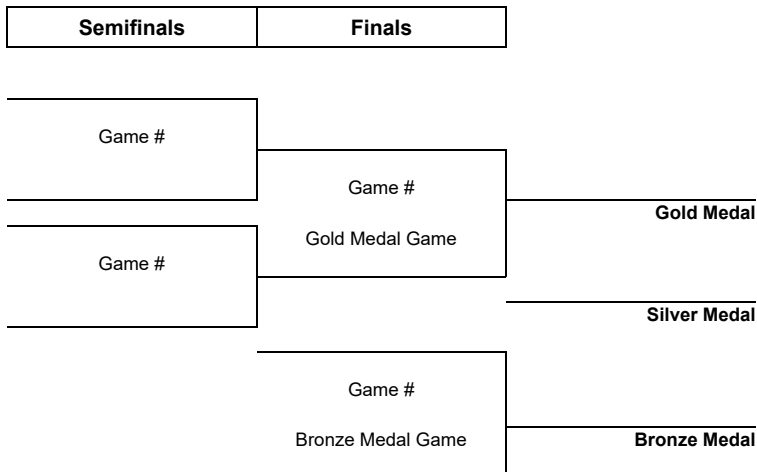 Semifinals Finals
Game #
Game #
Gold Medal
Gold Medal Game
Game #
Silver Medal
Game #
Bronze Medal Game Bronze Medal